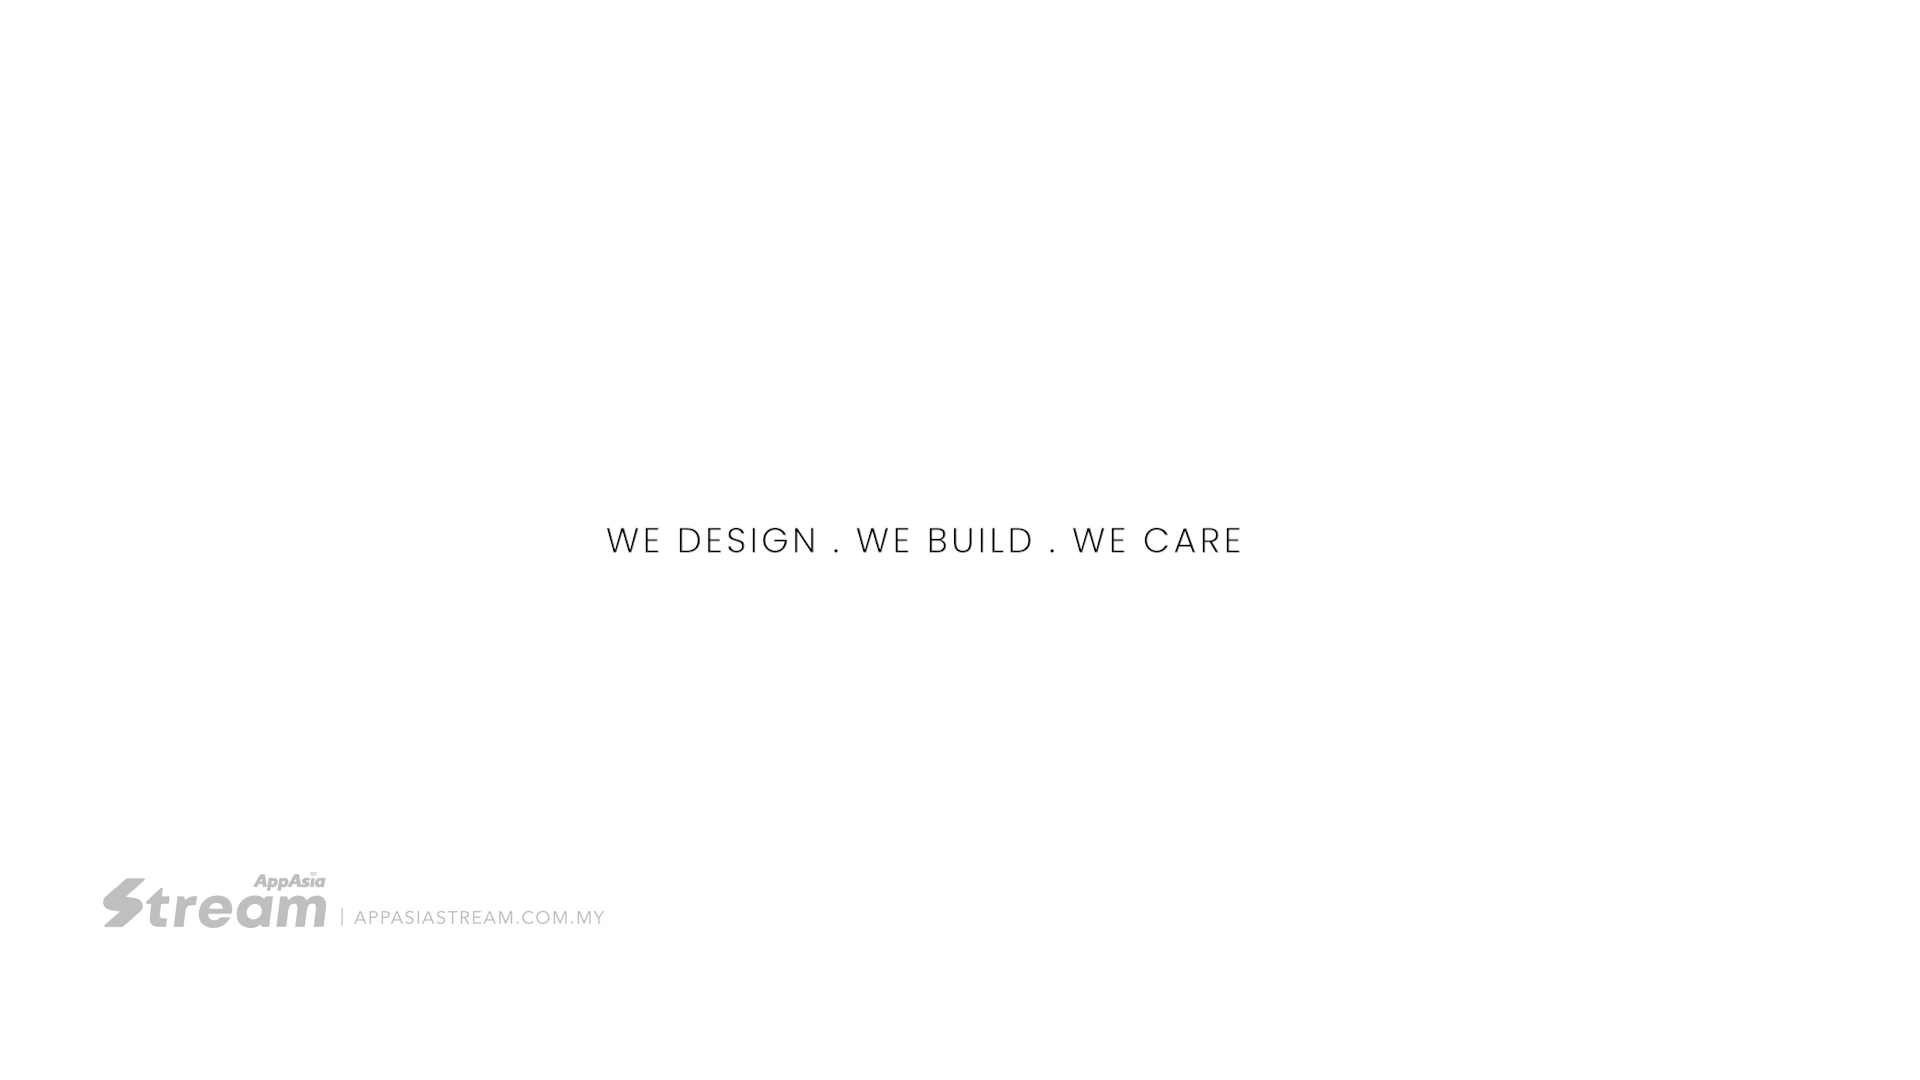 WE DESIGN . WE BUILD . WE CARE
AppAsia
Stream | APPASIASTREAM.COM.MY